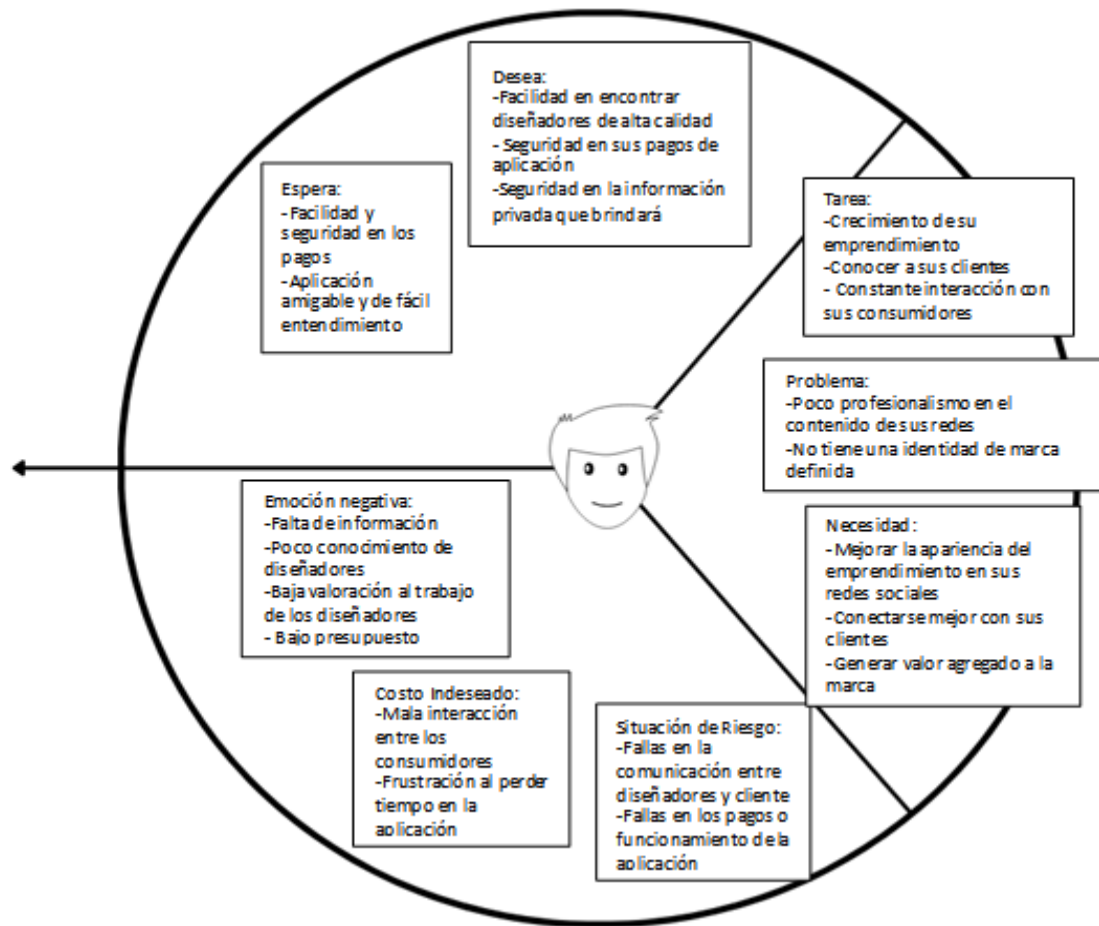 Desea:
-Facilidad en encontrar
diseñadores de alta calidad
- Seguridad en sus pagos de
aplicación
-Seguridad en la información
privada que brindará
Espera:
- Facilidad y
seguridad en los
pagos
-Aplicación
amigable y de fácil
entendimiento
Tarea:
-Crecimiento de su
emprendimiento
-Conocer a sus clientes
- Constante interacción con
sus consumidores
Problema:
-Poco profesionalismo en el
contenido de sus redes
-No tiene una identidad de marca
definida
Necesidad:
- Mejorar la apariencia del
emprendimiento en sus
redes sociales
-Conectarse mejor con sus
clientes
-Generar valor agregado a la
marca
Emoción negativa:
-Falta de información
-Poco conocimiento de
diseñadores
-Baja valoración al trabajo
de los diseñadores
- Bajo presupuesto
Costo Indeseado:
-Mala interacción
entre los
consumidores
-Frustración al perder
tiempo en la
aplicación
Situación de Riesgo:
-Fallas en la
comunicación entre
diseñadores y cliente
-Fallas en los pagos o
funcionamiento de la
aplicación